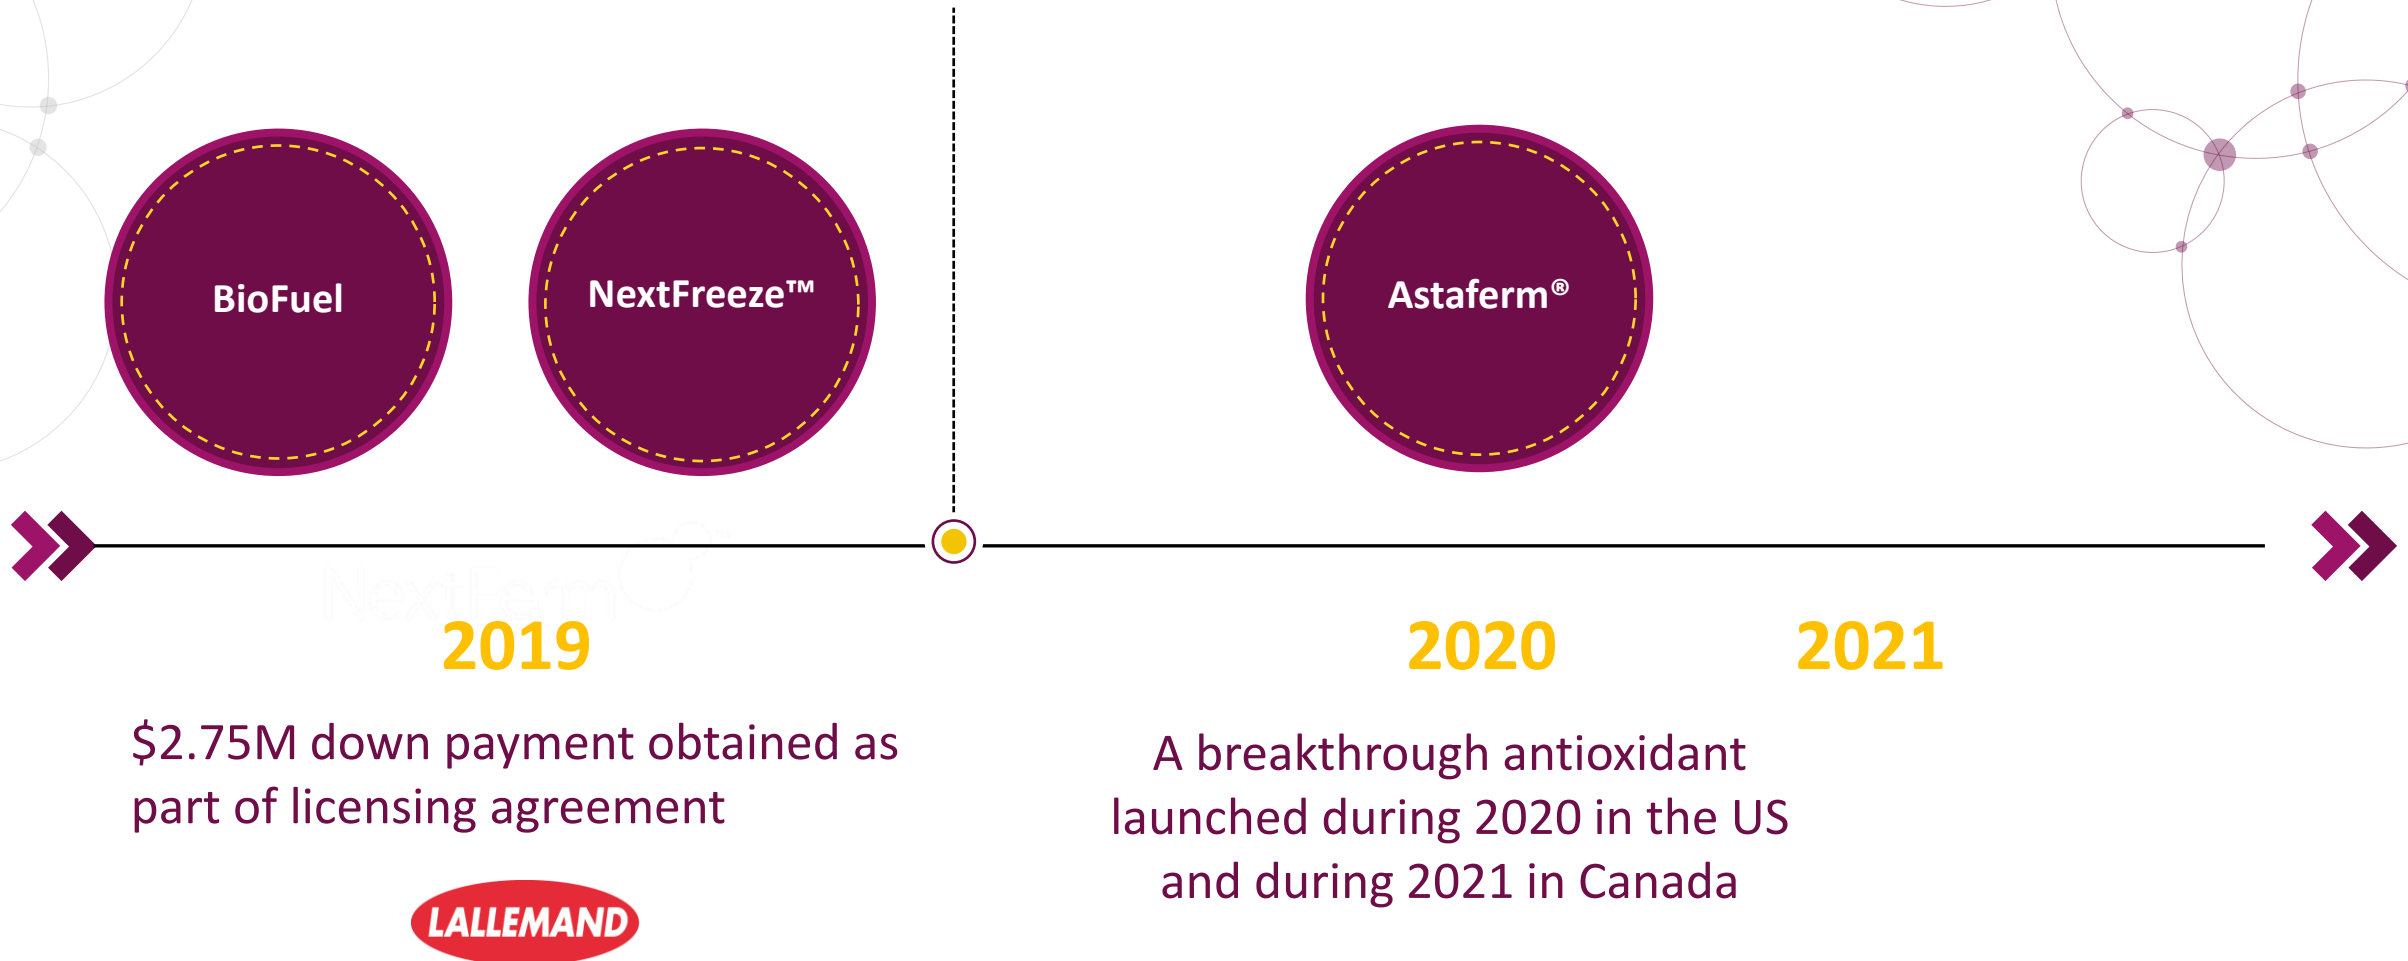 BioFuel
NextFreeze™
Astaferm®
NextFerm
2019
2020
2021
$2.75M down payment obtained as
part of licensing agreement
LALLEMAND
A breakthrough antioxidant
launched during 2020 in the US
and during 2021 in Canada